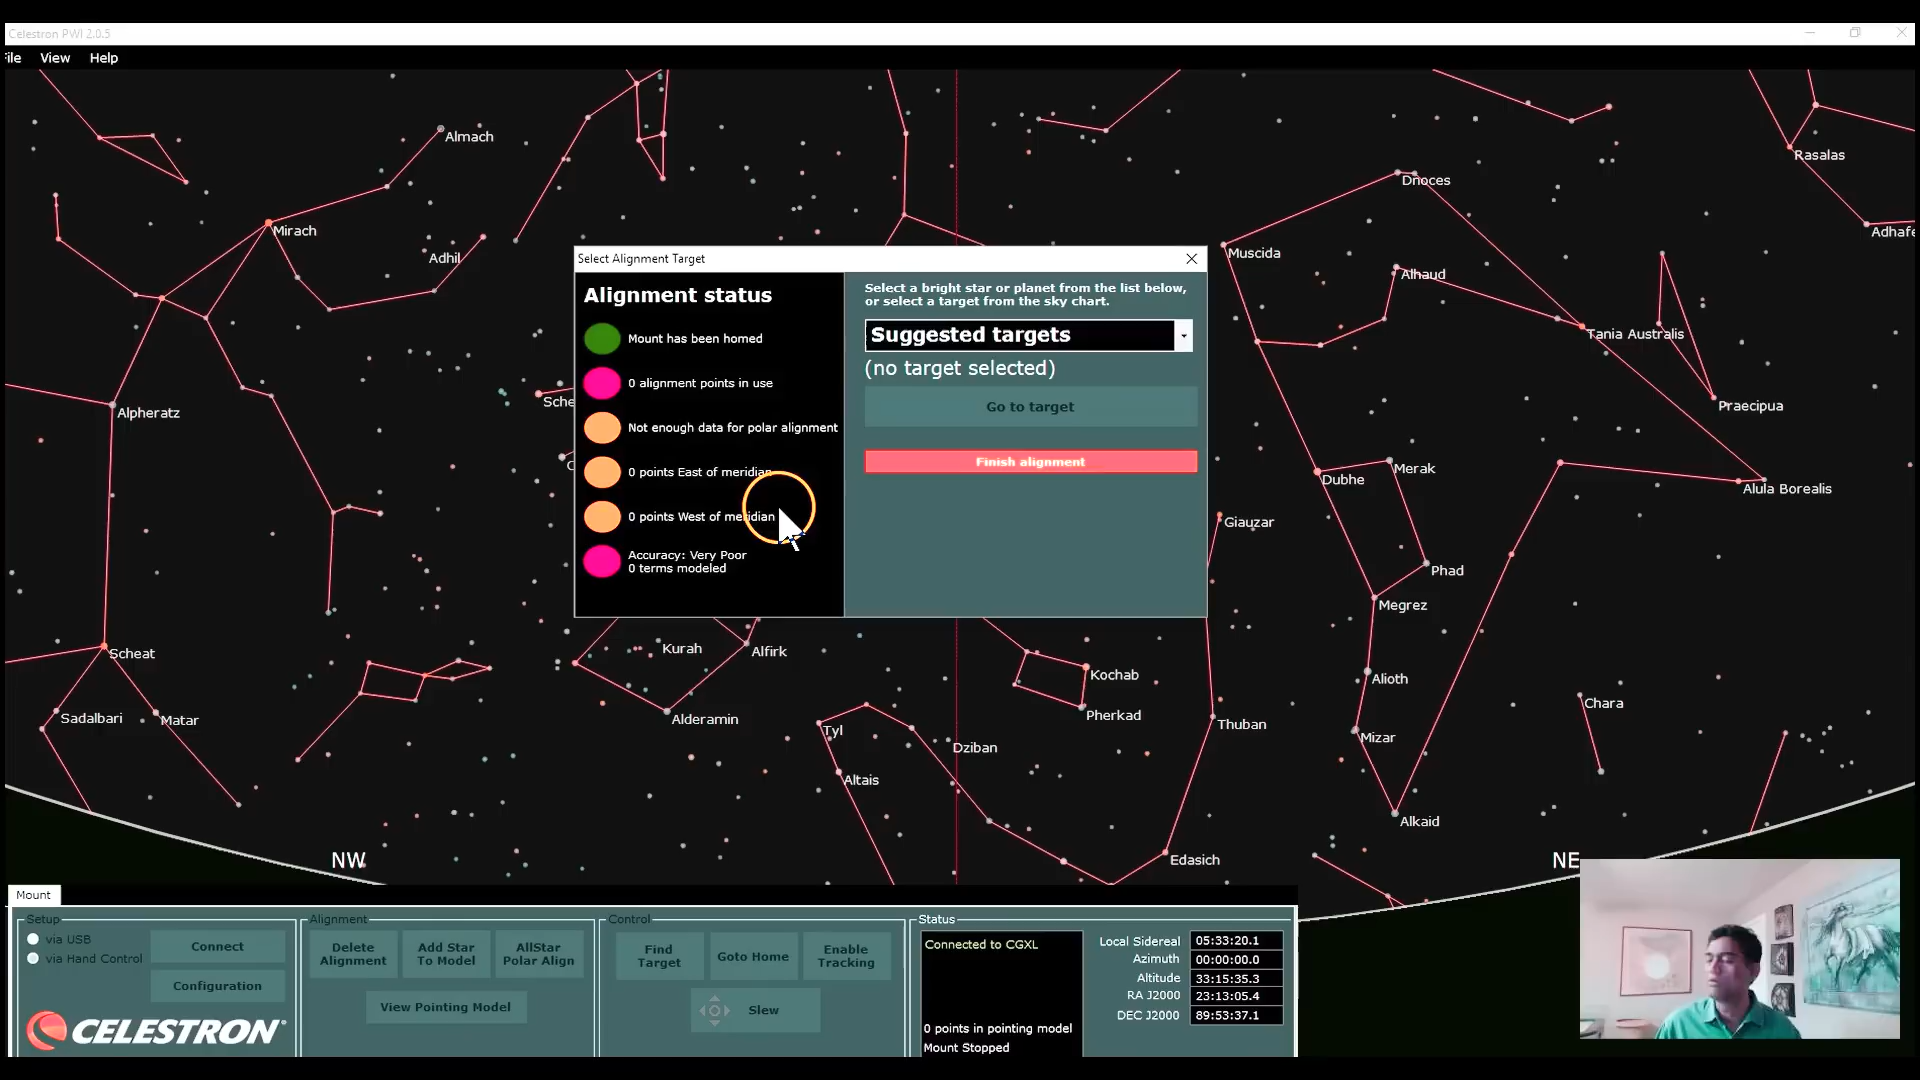 Celestron PWI 2.0.5
File View Help
Almach
Mirach
Adhil
Alpheratz
Scheat
Sadalbari
Matar
Sche
Kurah
Alfirk
Alderamin
Tyl
Altais
Dziban
Kochab
Pherkad
Thuban
Edasich
Muscida
Dnoces
Alhaud
Tania Australis
Rasalas
Adhafe
Praecipua
Dubhe
Merak
Giauzar
Alula Borealis
Phad
Megrez
Alioth
Mizar
Chara
Alkaid
NW
NE
Select Alignment Target
Alignment status
Mount has been homed
0 alignment points in use
Not enough data for polar alignment
0 points East of meridian
0 points West of meridian
Accuracy: Very Poor
0 terms modeled
Select a bright star or planet from the list below,
or select a target from the sky chart.
Suggested targets
(no target selected)
Go to target
Finish alignment
Mount
Setup
via USB
via Hand Control
Connect
Configuration
CELESTRON
Alignment
Delete
Alignment
Add Star
To Model
AllStar
Polar Align
View Pointing Model
Control
Find
Target
Goto Home
Enable
Tracking
Slew
Status
Connected to CGXL
0 points in pointing model
Mount Stopped
Local Sidereal 05:33:20.1
Azimuth 00:00:00.0
Altitude 33:15:35.3
RA J2000 23:13:05.4
DEC J2000 89:53:37.1